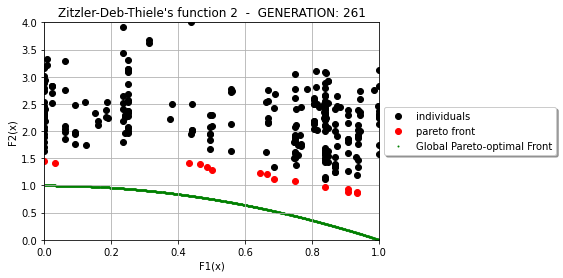 Zitzler-Deb-Thiele's function 2  -  GENERATION: 261
4.0
3.5
3.0
2.5
2.0
1.5
1.0
0.5
0.0
F2(x)
0.0 0.2 0.4 0.6 0.8 1.0
F1(x)
individuals
pareto front
Global Pareto-optimal Front